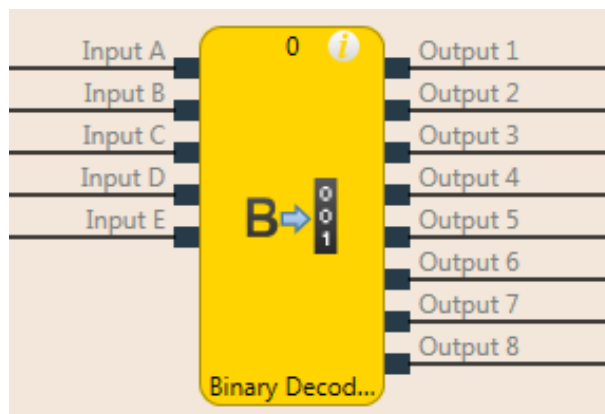 0 i
Input A
Input B
Input C
Input D
Input E
B
0
0
1
Output 1
Output 2
Output 3
Output 4
Output 5
Output 6
Output 7
Output 8
Binary Decod...